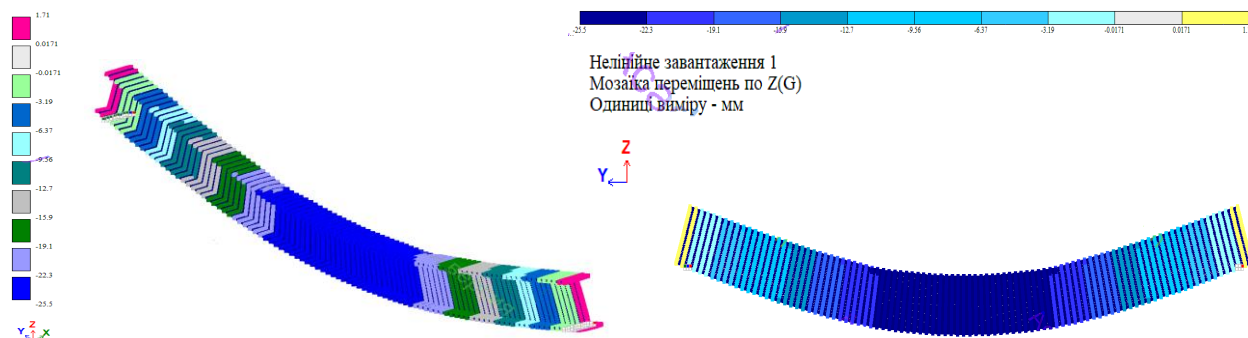 1.71
0.0171
-0.0171
-3.19
-6.37
-9.56
-12.7
-15.9
-19.1
-22.3
-25.5
Z
Y X
-25.5 -22.3 -19.1 -15.9 -12.7 -9.56 -6.37 -3.19 -0.0171 0.0171
Нелінійне завантаження 1
Мозаїка переміщень по Z(G)
Одиниці виміру - мм
Z
Y